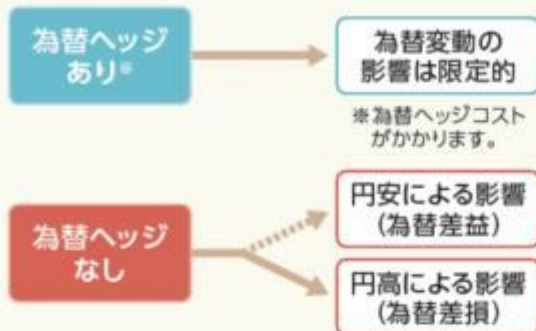 為替ヘッジ
あり※
為替変動の
影響は限定的
※為替ヘッジコスト
がかかります。
為替ヘッジ
なし
円安による影響
(為替差益)
円高による影響
(為替差損)